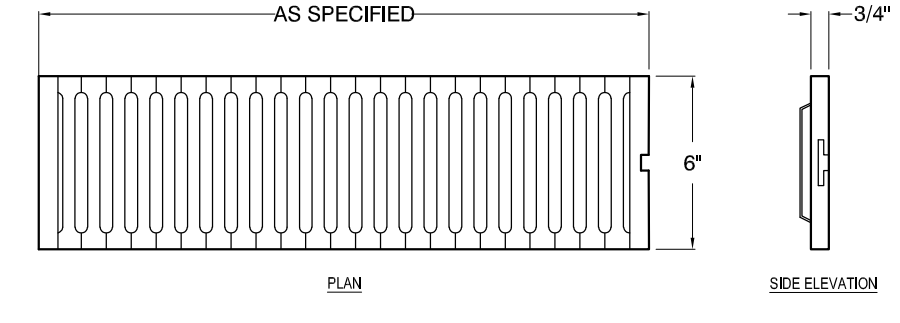 AS SPECIFIED
3/4"
6"
PLAN
SIDE ELEVATION